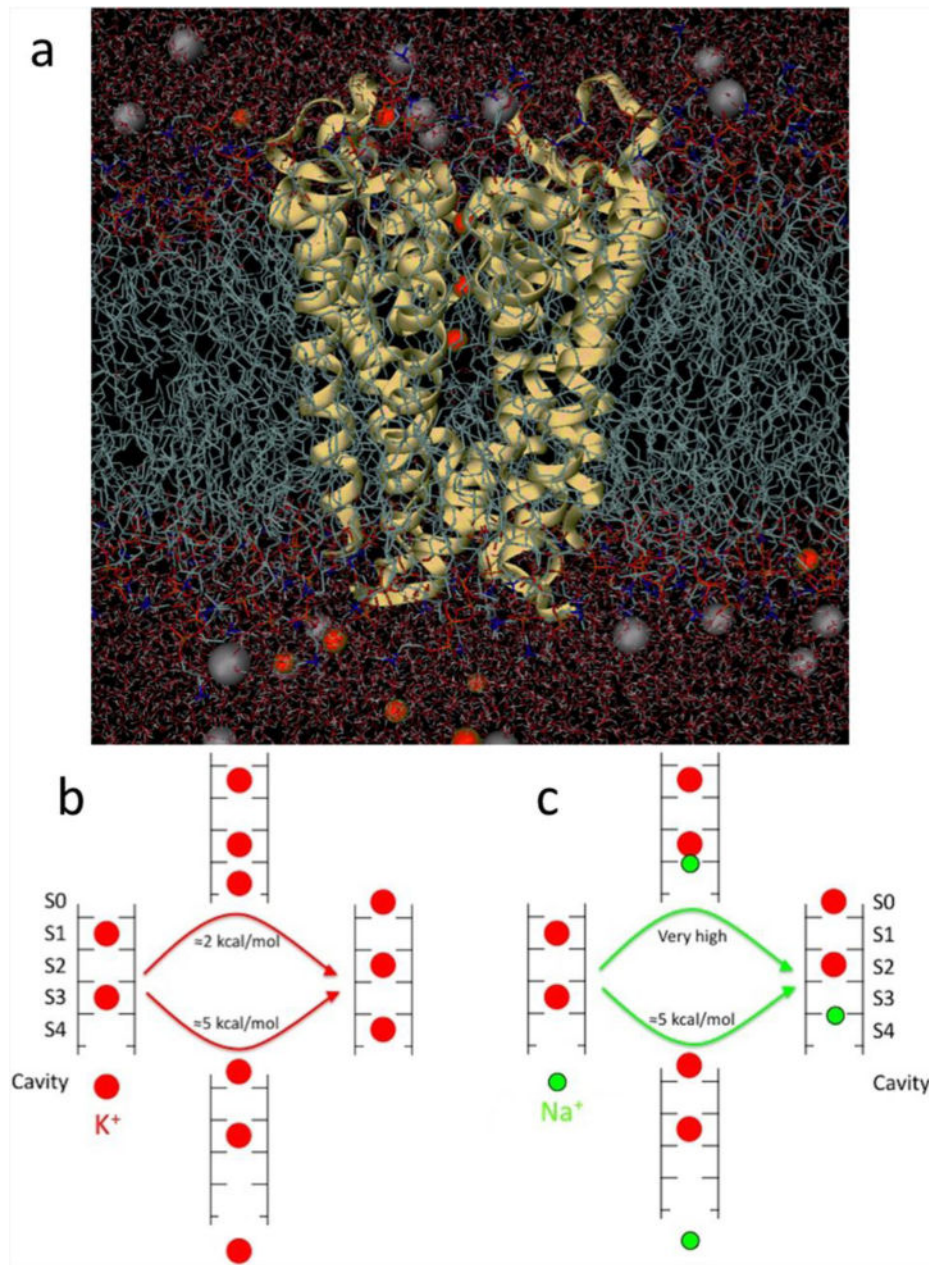 a
b
c
S0
S1
S2
S3
S4
Cavity
K⁺
≈2 kcal/mol
≈5 kcal/mol
Na⁺
Very high
≈5 kcal/mol
S0
S1
S2
S3
S4
Cavity